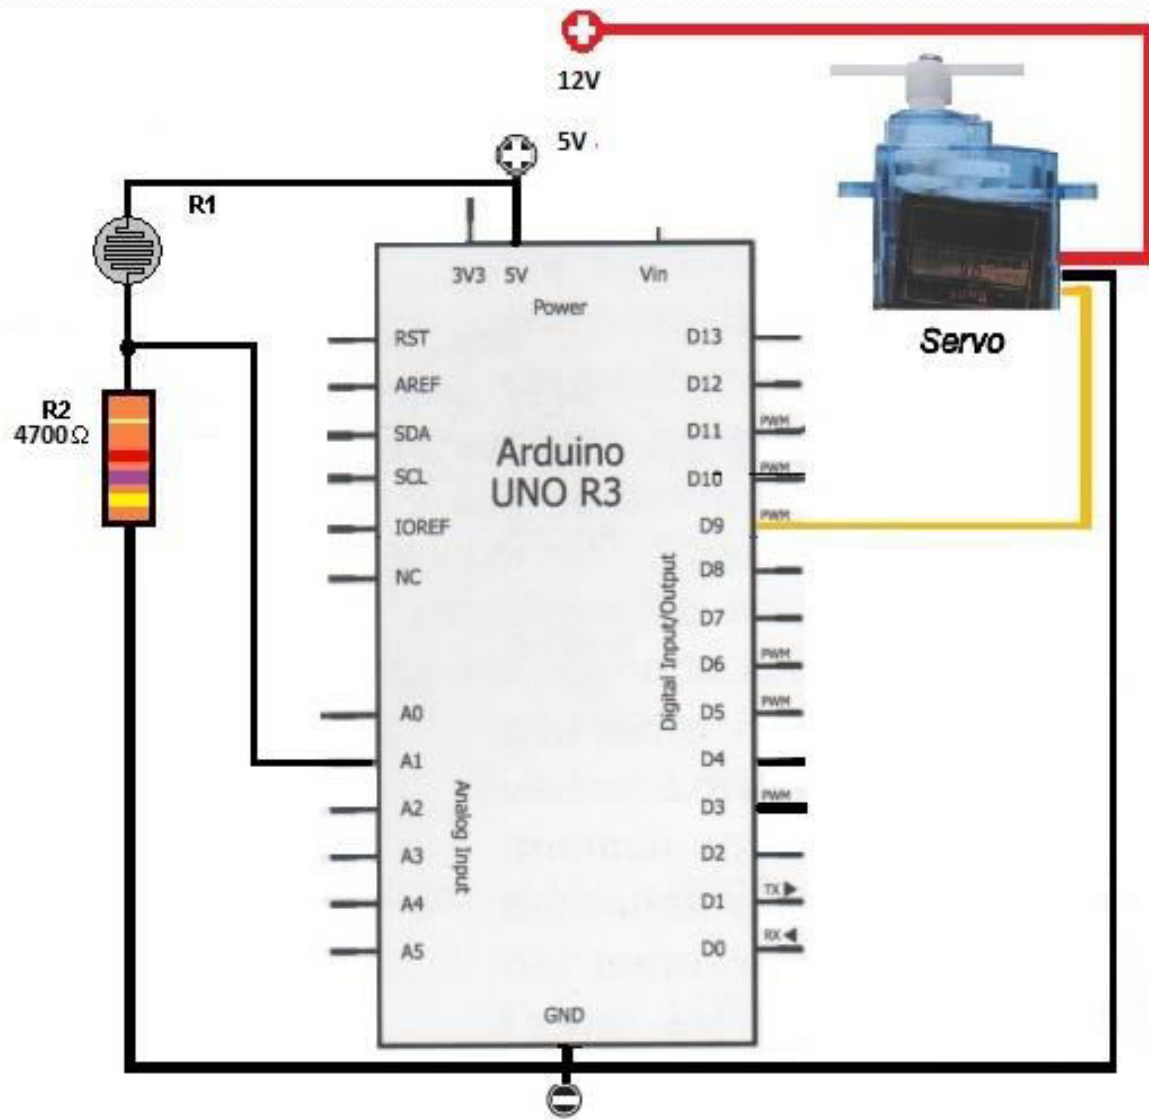 12V
5V .
R1
3V3 5V Vin
Power
RST
AREF
SDA
SCL
IOREF
NC
R2
4700Ω
Arduino
UNO R3
A0
A1
A2
A3
A4
A5
Analog Input
D13
D12
D11 PWM
D10 PWM
D9 PWM
D8
D7
D6 PWM
D5 PWM
D4
D3 PWM
D2
D1 TX
D0 RX
Digital Input/Output
GND
Servo